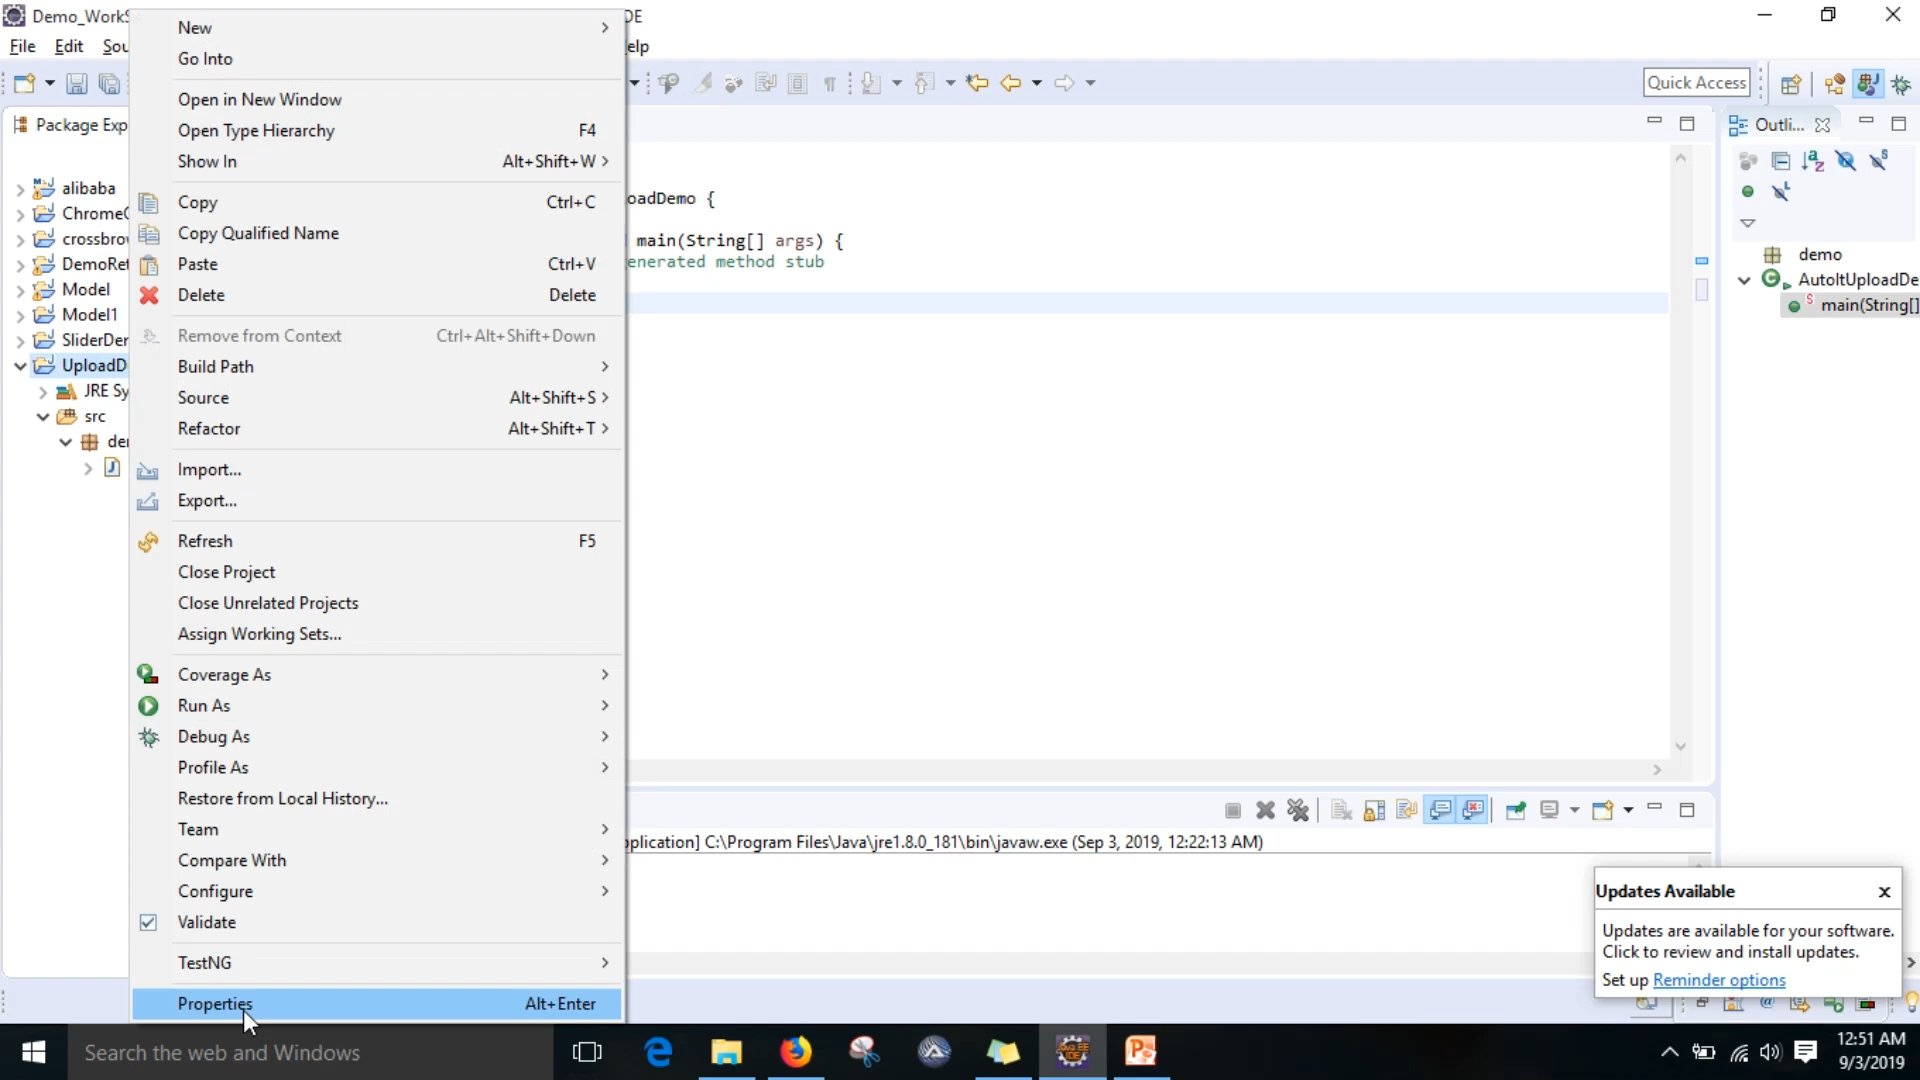 Demo_WorkS
DE
File Edit Sou
elp
Quick Access
Package Exp
alibaba
ChromeC
crossbrow
DemoRet
Model
Model1
SliderDer
UploadD
JRE Sy
src
der
New
Go Into
Open in New Window
Open Type Hierarchy F4
Show In Alt+Shift+W
Copy Ctrl+C
Copy Qualified Name
Paste Ctrl+V
Delete Delete
Remove from Context Ctrl+Alt+Shift+Down
Build Path
Source Alt+Shift+S
Refactor Alt+Shift+T
Import...
Export...
Refresh F5
Close Project
Close Unrelated Projects
Assign Working Sets...
Coverage As
Run As
Debug As
Profile As
Restore from Local History...
Team
Compare With
Configure
Validate
TestNG
Properties Alt+Enter
oadDemo {
main(String[] args) {
enerated method stub
Outli...
demo
AutoItUploadDe
main(String[]
plication] C:\Program Files\Java\jre1.8.0_181\bin\javaw.exe (Sep 3, 2019, 12:22:13 AM)
Updates Available
Updates are available for your software.
Click to review and install updates.
Set up Reminder options
Search the web and Windows
12:51 AM
9/3/2019